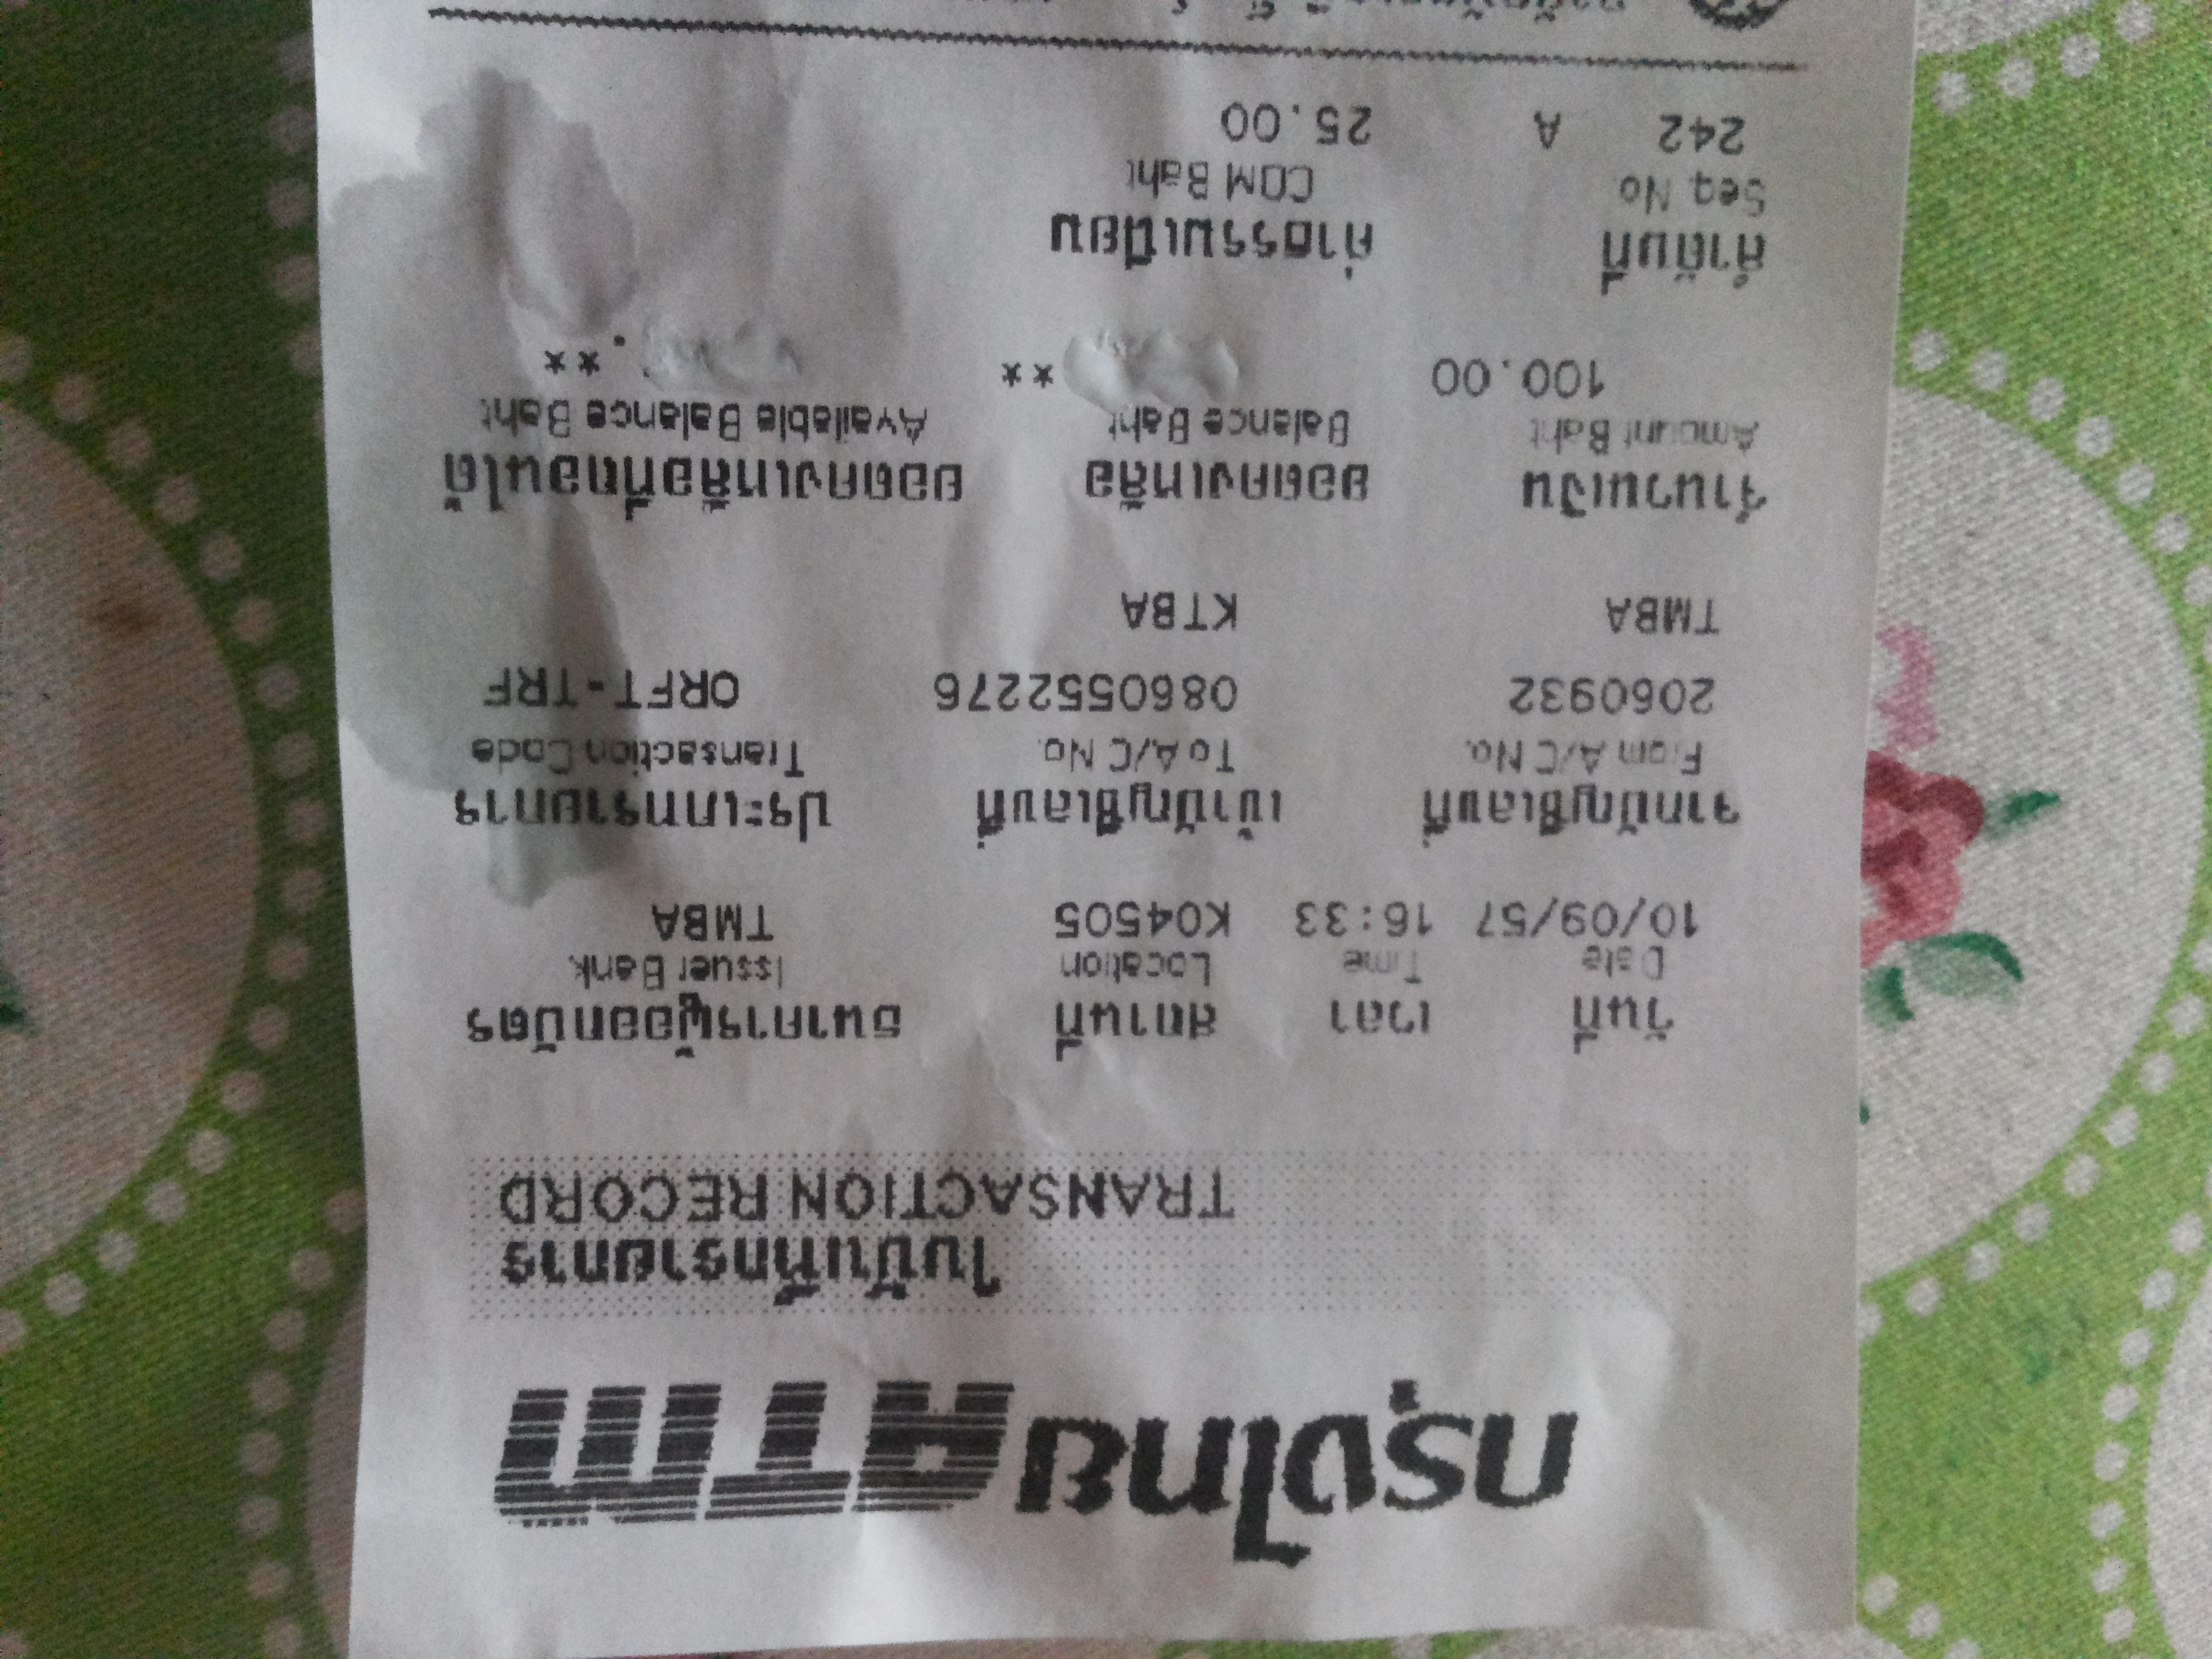 กรุงไทย ATM
ใบบันทึกรายการ
TRANSACTION RECORD
วันที่ เวลา สถานที่ ธนาคารผู้ออกบัตร
Date Time Location Issuer Bank
10/09/57 16:33 K04505 TMBA
จากบัญชีเลขที่ เข้าบัญชีเลขที่ ประเภทรายการ
From A/C No. To A/C No. Transaction Code
2060932 0860552276 ORFT-TRF
TMBA KTBA
จำนวนเงิน ยอดคงเหลือ ยอดคงเหลือที่ถอนได้
Amount Baht Balance Baht Available Balance Baht
100.00 ** .**
ลำดับที่ ค่าธรรมเนียม
Seq No COM Baht
242 A 25.00